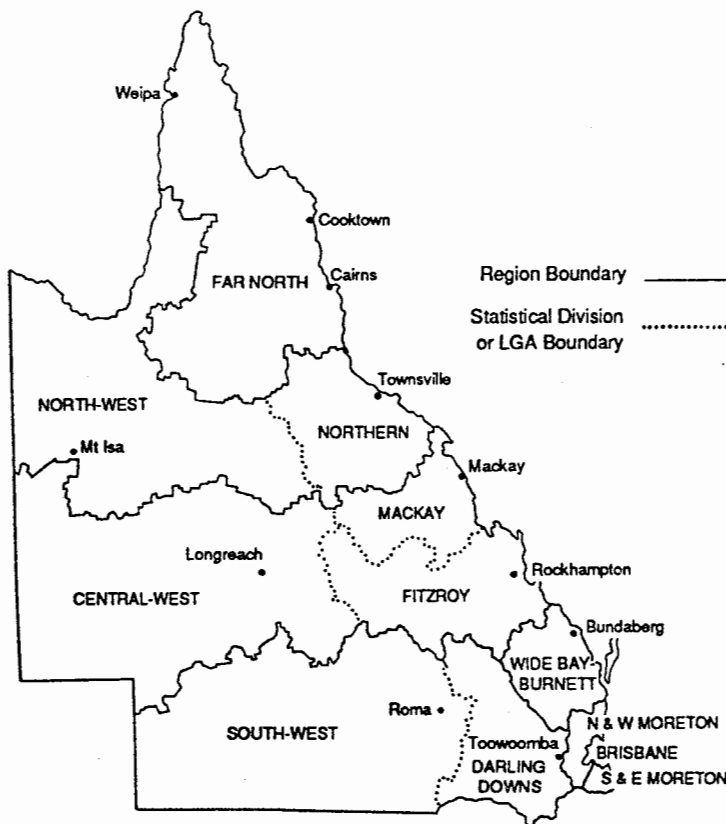 Weipa
Cooktown
Cairns
FAR NORTH
Region Boundary
Statistical Division
or LGA Boundary
Townsville
NORTH-WEST
NORTHERN
Mt Isa
Mackay
MACKAY
Longreach
Rockhampton
CENTRAL-WEST
FITZROY
Bundaberg
WIDE BAY-
BURNETT
Roma
N & W MORETON
SOUTH-WEST
Toowoomba
BRISBANE
DARLING
DOWNS
S & E MORETON